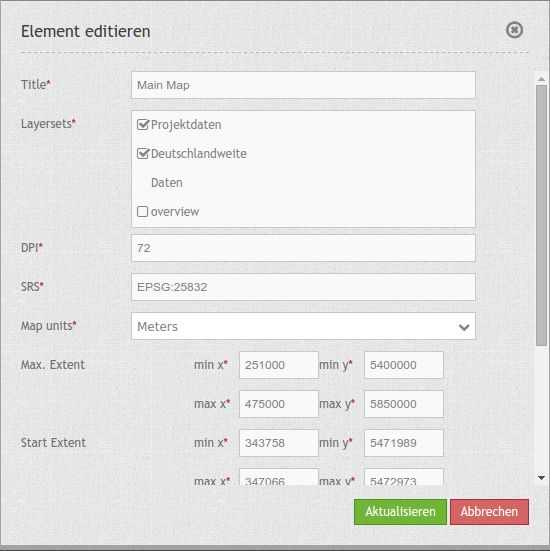 Element editieren
Title* Main Map
Layersets* Projektdaten
Deutschlandweite
Daten
overview
DPI* 72
SRS* EPSG:25832
Map units* Meters
Max. Extent min x* 251000 min y* 5400000
max x* 475000 max y* 5850000
Start Extent min x* 343758 min y* 5471989
max x* 347066 max y* 5472973
Aktualisieren Abbrechen